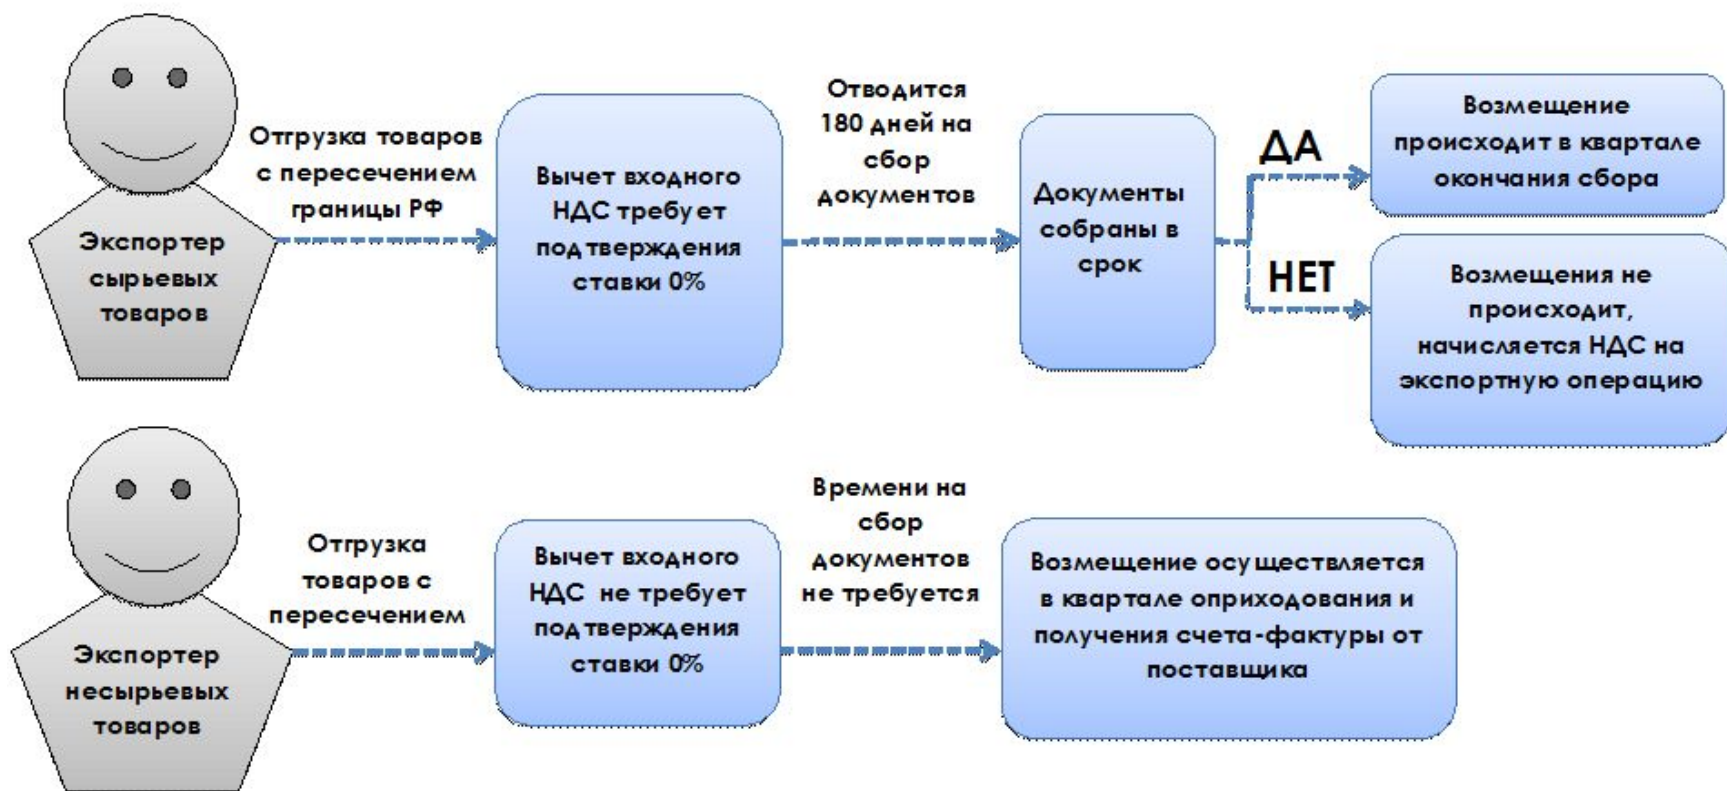 Экспортер
сырьевых
товаров
Отгрузка товаров
с пересечением
границы РФ
Вычет входного
НДС требует
подтверждения
ставки 0%
Отводится
180 дней на
сбор
документов
Документы
собраны в
срок
ДА
Возмещение
происходит в квартале
окончания сбора
НЕТ
Возмещения не
происходит,
начисляется НДС на
экспортную операцию
Экспортер
несырьевых
товаров
Отгрузка
товаров с
пересечением
Вычет входного
НДС не требует
подтверждения
ставки 0%
Времени на
сбор
документов
не требуется
Возмещение осуществляется
в квартале оприходования и
получения счета-фактуры от
поставщика